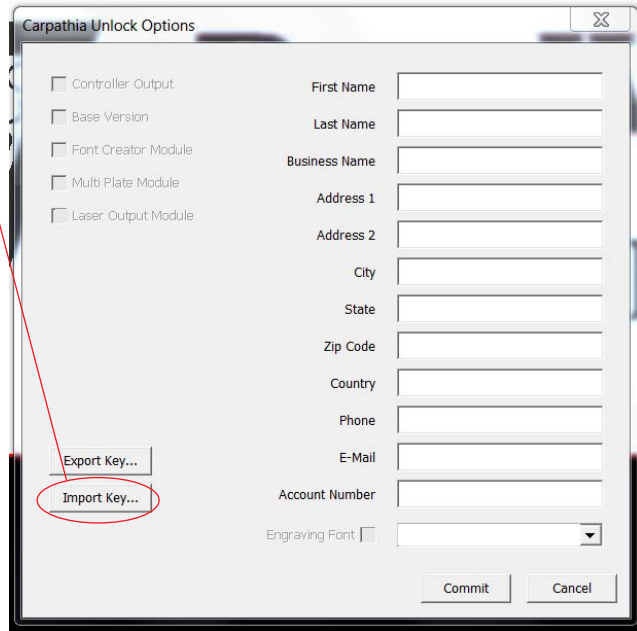 Carpathia Unlock Options
Controller Output
Base Version
Font Creator Module
Multi Plate Module
Laser Output Module
First Name
Last Name
Business Name
Address 1
Address 2
City
State
Zip Code
Country
Phone
E-Mail
Account Number
Engraving Font
Export Key...
Import Key...
Commit
Cancel